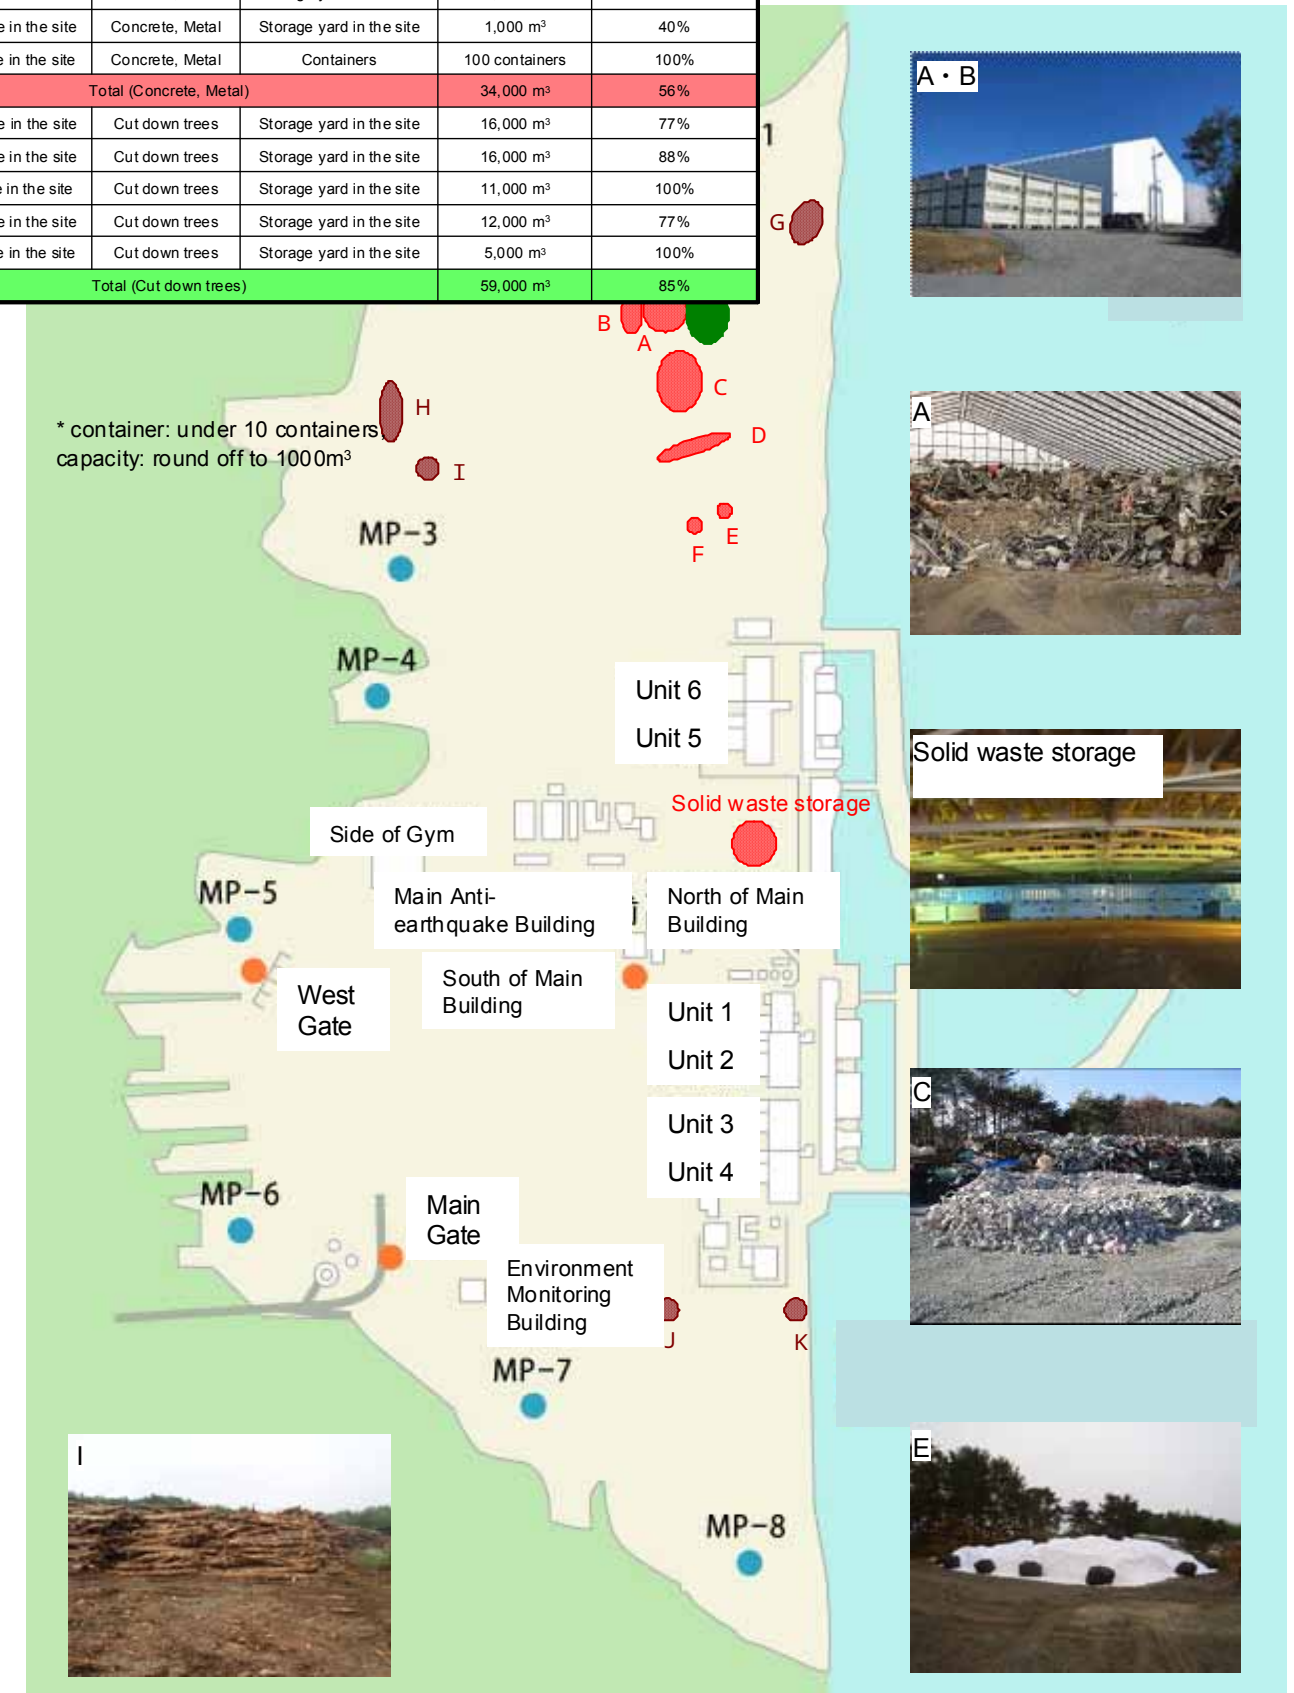 e in the site Concrete, Metal Storage yard in the site 1,000 m³ 40%
e in the site Concrete, Metal Containers 100 containers 100%
Total (Concrete, Metal) 34,000 m³ 56%
e in the site Cut down trees Storage yard in the site 16,000 m³ 77%
e in the site Cut down trees Storage yard in the site 16,000 m³ 88%
e in the site Cut down trees Storage yard in the site 11,000 m³ 100%
e in the site Cut down trees Storage yard in the site 12,000 m³ 77%
e in the site Cut down trees Storage yard in the site 5,000 m³ 100%
Total (Cut down trees) 59,000 m³ 85%
1
G
A・B
B
A
C
H
* container: under 10 containers,
capacity: round off to 1000m³
I
D
E
F
A
MP-3
MP-4
Unit 6
Unit 5
Solid waste storage
Solid waste storage
Side of Gym
MP-5
Main Anti-
earthquake Building
North of Main
Building
South of Main
Building
West
Gate
Unit 1
Unit 2
Unit 3
Unit 4
C
MP-6
Main
Gate
Environment
Monitoring
Building
J
K
MP-7
I
E
MP-8